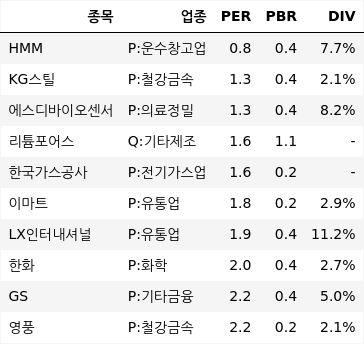 종목 업종 PER PBR DIV
HMM P:운수창고업 0.8 0.4 7.7%
KG스틸 P:철강금속 1.3 0.4 2.1%
에스디바이오센서 P:의료정밀 1.3 0.4 8.2%
리튬포어스 Q:기타제조 1.6 1.1 -
한국가스공사 P:전기가스업 1.6 0.2 -
이마트 P:유통업 1.8 0.2 2.9%
LX인터내셔널 P:유통업 1.9 0.4 11.2%
한화 P:화학 2.0 0.4 2.7%
GS P:기타금융 2.2 0.4 5.0%
영풍 P:철강금속 2.2 0.2 2.1%